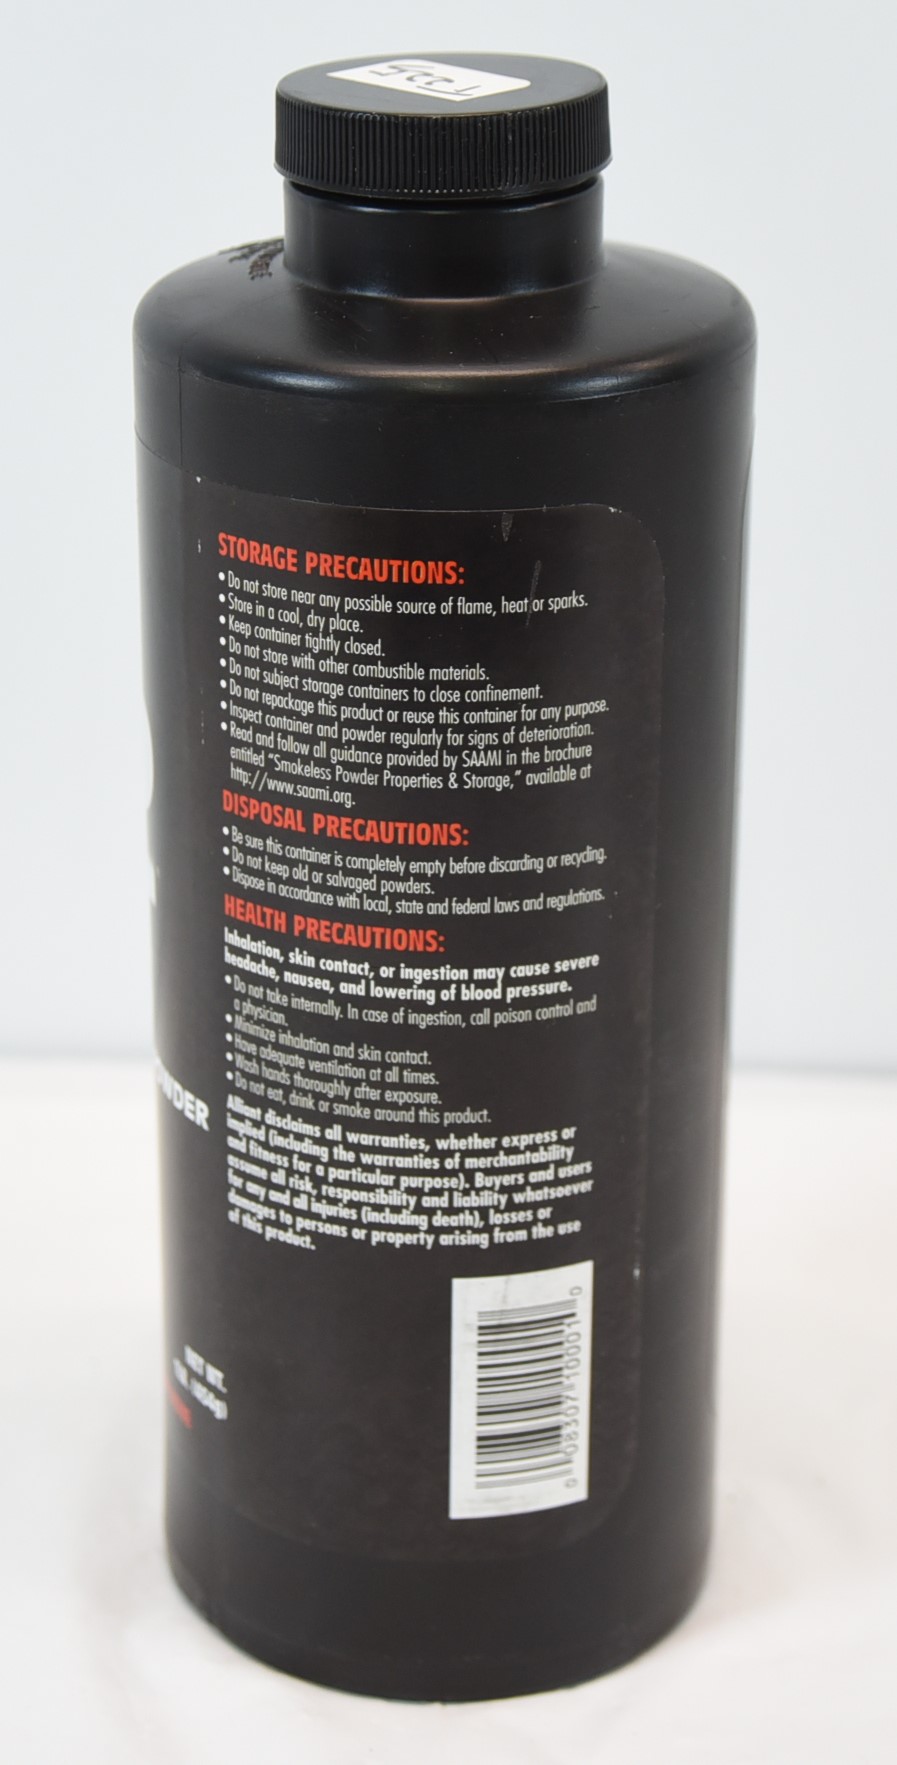 T225
STORAGE PRECAUTIONS:
• Do not store near any possible source of flame, heat or sparks.
• Store in a cool, dry place.
• Keep container tightly closed.
• Do not store with other combustible materials.
• Do not subject storage containers to close confinement.
• Do not repackage this product or reuse this container for any purpose.
• Inspect container and powder regularly for signs of deterioration.
• Read and follow all guidance provided by SAAMI in the brochure
entitled “Smokeless Powder Properties & Storage,” available at
http://www.saami.org.
DISPOSAL PRECAUTIONS:
• Be sure this container is completely empty before discarding or recycling.
• Do not keep old or salvaged powders.
• Dispose in accordance with local, state and federal laws and regulations.
HEALTH PRECAUTIONS:
Inhalation, skin contact, or ingestion may cause severe
headache, nausea, and lowering of blood pressure.
• Do not take internally. In case of ingestion, call poison control and
a physician.
• Minimize inhalation and skin contact.
• Have adequate ventilation at all times.
• Wash hands thoroughly after exposure.
• Do not eat, drink or smoke around this product.
Alliant disclaims all warranties, whether express or
implied (including the warranties of merchantability
and fitness for a particular purpose). Buyers and users
assume all risk, responsibility and liability whatsoever
for any and all injuries (including death), losses or
damages to persons or property arising from the use
of this product.
OWDER
NET WT.
0 08307 10001 0